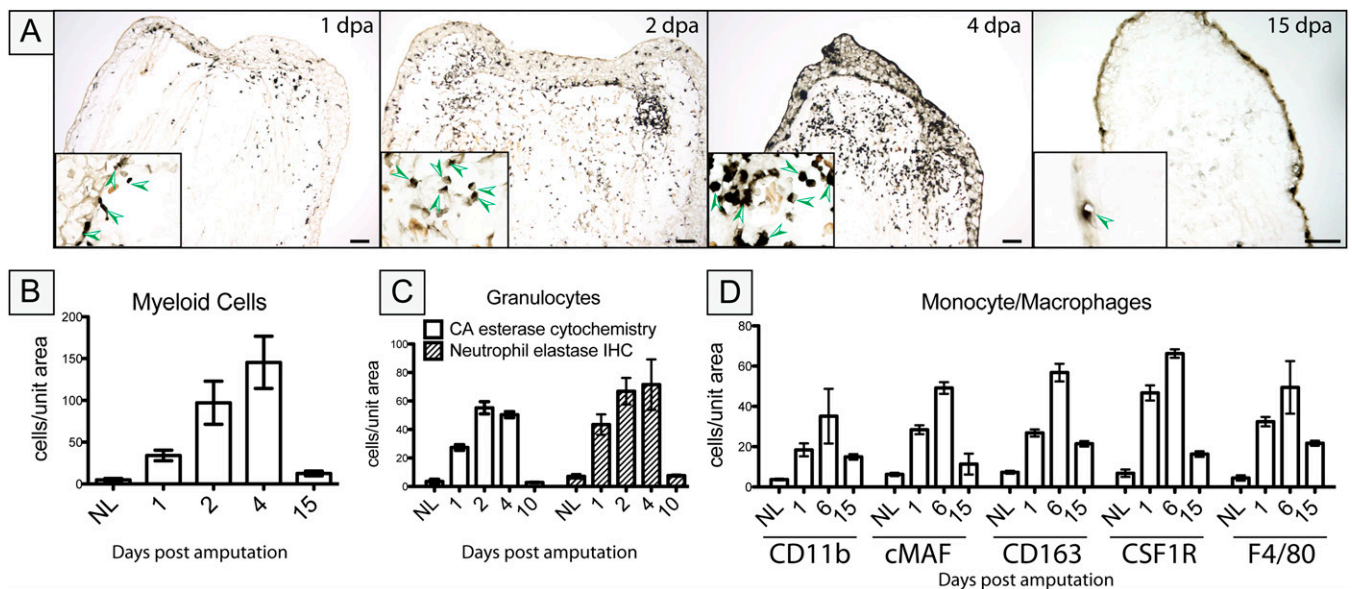 A
1 dpa
2 dpa
4 dpa
15 dpa
B
Myeloid Cells
cells/unit area
200
150
100
50
0
NL 1 2 4 15
Days post amputation
C
Granulocytes
CA esterase cytochemistry
Neutrophil elastase IHC
cells/unit area
100
80
60
40
20
0
NL 1 2 4 10 NL 1 2 4 10
Days post amputation
D
Monocyte/Macrophages
cells/unit area
80
60
40
20
0
NL 1 6 15 NL 1 6 15 NL 1 6 15 NL 1 6 15 NL 1 6 15
CD11b cMAF CD163 CSF1R F4/80
Days post amputation